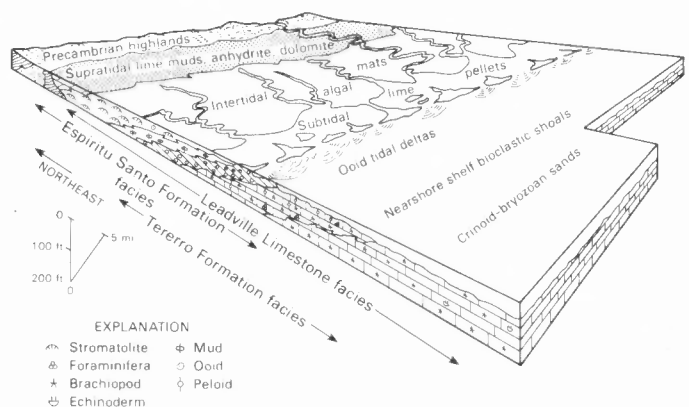 Precambrian highlands
Supratidal lime muds, anhydrite, dolomite
mats
pellets
Intertidal
algal
lime
Subtidal
Ooid tidal deltas
Nearshore shelf bioclastic shoals
Crinoid-bryozoan sands
Espiritu Santo Formation
facies
Leadville Limestone facies
Tererro Formation facies
NORTHEAST
0
100 ft
200 ft
0
5 mi
EXPLANATION
Stromatolite
Mud
Foraminifera
Ooid
Brachiopod
Peloid
Echinoderm